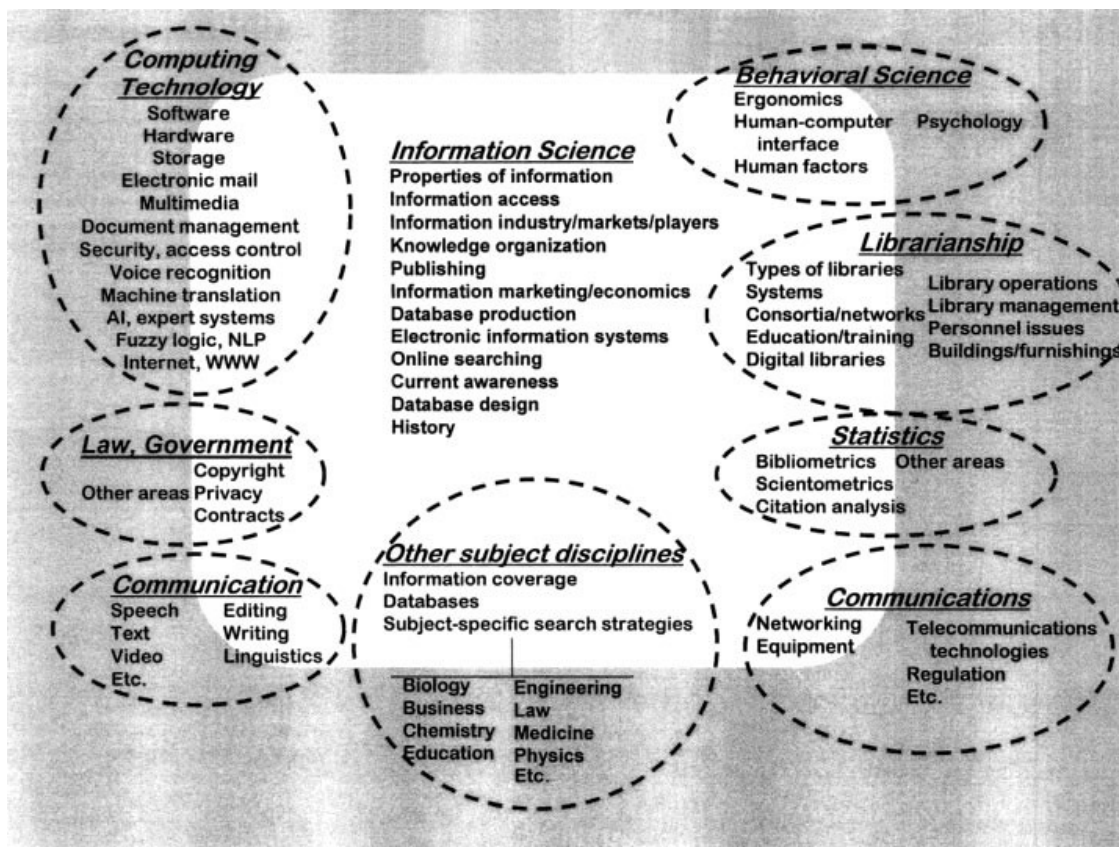 Computing
Technology
Software
Hardware
Storage
Electronic mail
Multimedia
Document management
Security, access control
Voice recognition
Machine translation
AI, expert systems
Fuzzy logic, NLP
Internet, WWW
Information Science
Properties of information
Information access
Information industry/markets/players
Knowledge organization
Publishing
Information marketing/economics
Database production
Electronic information systems
Online searching
Current awareness
Database design
History
Behavioral Science
Ergonomics
Human-computer Psychology
interface
Human factors
Librarianship
Types of libraries
Systems
Consortia/networks
Education/training
Digital libraries
Library operations
Library management
Personnel issues
Buildings/furnishings
Law, Government
Copyright
Other areas Privacy
Contracts
Statistics
Bibliometrics Other areas
Scientometrics
Citation analysis
Communication
Speech Editing
Text Writing
Video Linguistics
Etc.
Other subject disciplines
Information coverage
Databases
Subject-specific search strategies
Biology Engineering
Business Law
Chemistry Medicine
Education Physics
Etc.
Communications
Networking
Equipment
Telecommunications
technologies
Regulation
Etc.